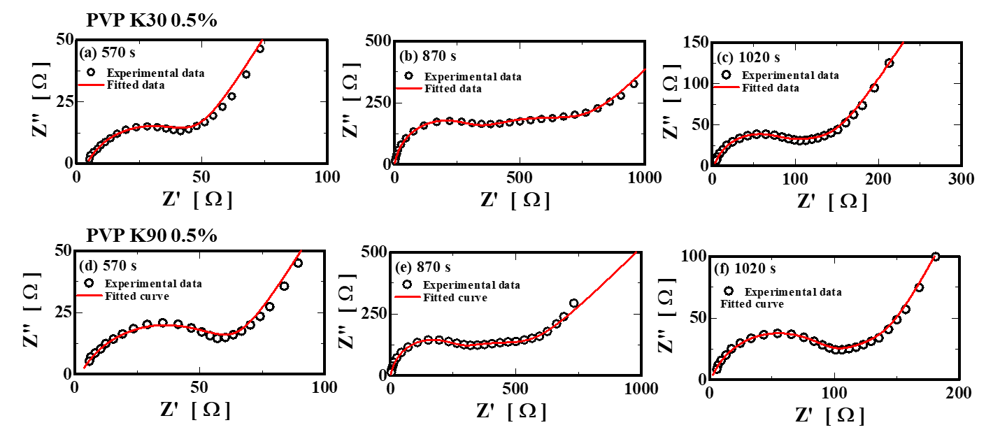 PVP K30 0.5%
(a) 570 s
Experimental data
Fitted data
50
25
0
0
50
100
Z" [ Ω ]
Z' [ Ω ]
(b) 870 s
Experimental data
Fitted data
500
250
0
0
500
1000
Z" [ Ω ]
Z' [ Ω ]
(c) 1020 s
Experimental data
Fitted data
150
100
50
0
0
100
200
300
Z" [ Ω ]
Z' [ Ω ]
PVP K90 0.5%
(d) 570 s
Experimental data
Fitted curve
50
25
0
0
50
100
Z" [ Ω ]
Z' [ Ω ]
(e) 870 s
Experimental data
Fitted curve
500
250
0
0
500
1000
Z" [ Ω ]
Z' [ Ω ]
(f) 1020 s
Experimental data
Fitted curve
100
50
0
0
100
200
Z" [ Ω ]
Z' [ Ω ]